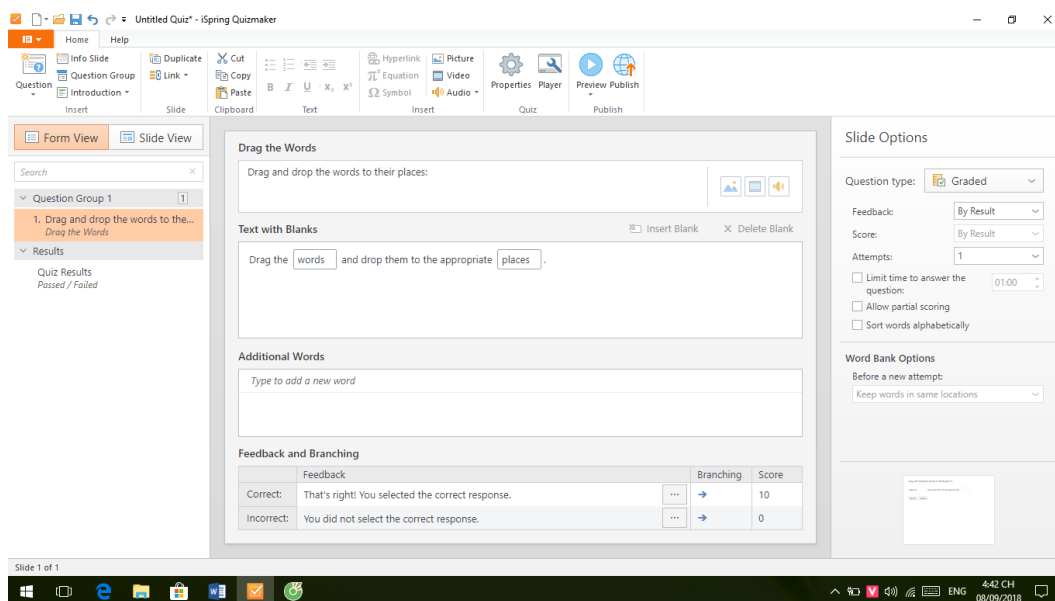 Untitled Quiz* - iSpring Quizmaker
Home Help
Question
Info Slide
Question Group
Introduction
Insert
Duplicate
Link
Slide
Cut
Copy
Paste
Clipboard
B I U X₂ X²
Text
Hyperlink
Equation
Symbol
Picture
Video
Audio
Insert
Properties Player
Quiz
Preview Publish
Publish
Form View
Slide View
Search
Question Group 1 1
1. Drag and drop the words to the...
Drag the Words
Results
Quiz Results
Passed / Failed
Drag the Words
Drag and drop the words to their places:
Text with Blanks
Insert Blank X Delete Blank
Drag the words and drop them to the appropriate places .
Additional Words
Type to add a new word
Feedback and Branching
Feedback Branching Score
Correct: That's right! You selected the correct response. ... 10
Incorrect: You did not select the correct response. ... 0
Slide Options
Question type: Graded
Feedback: By Result
Score: By Result
Attempts: 1
Limit time to answer the question: 01:00
Allow partial scoring
Sort words alphabetically
Word Bank Options
Before a new attempt:
Keep words in same locations
Slide 1 of 1
ENG
4:42 CH
08/09/2018